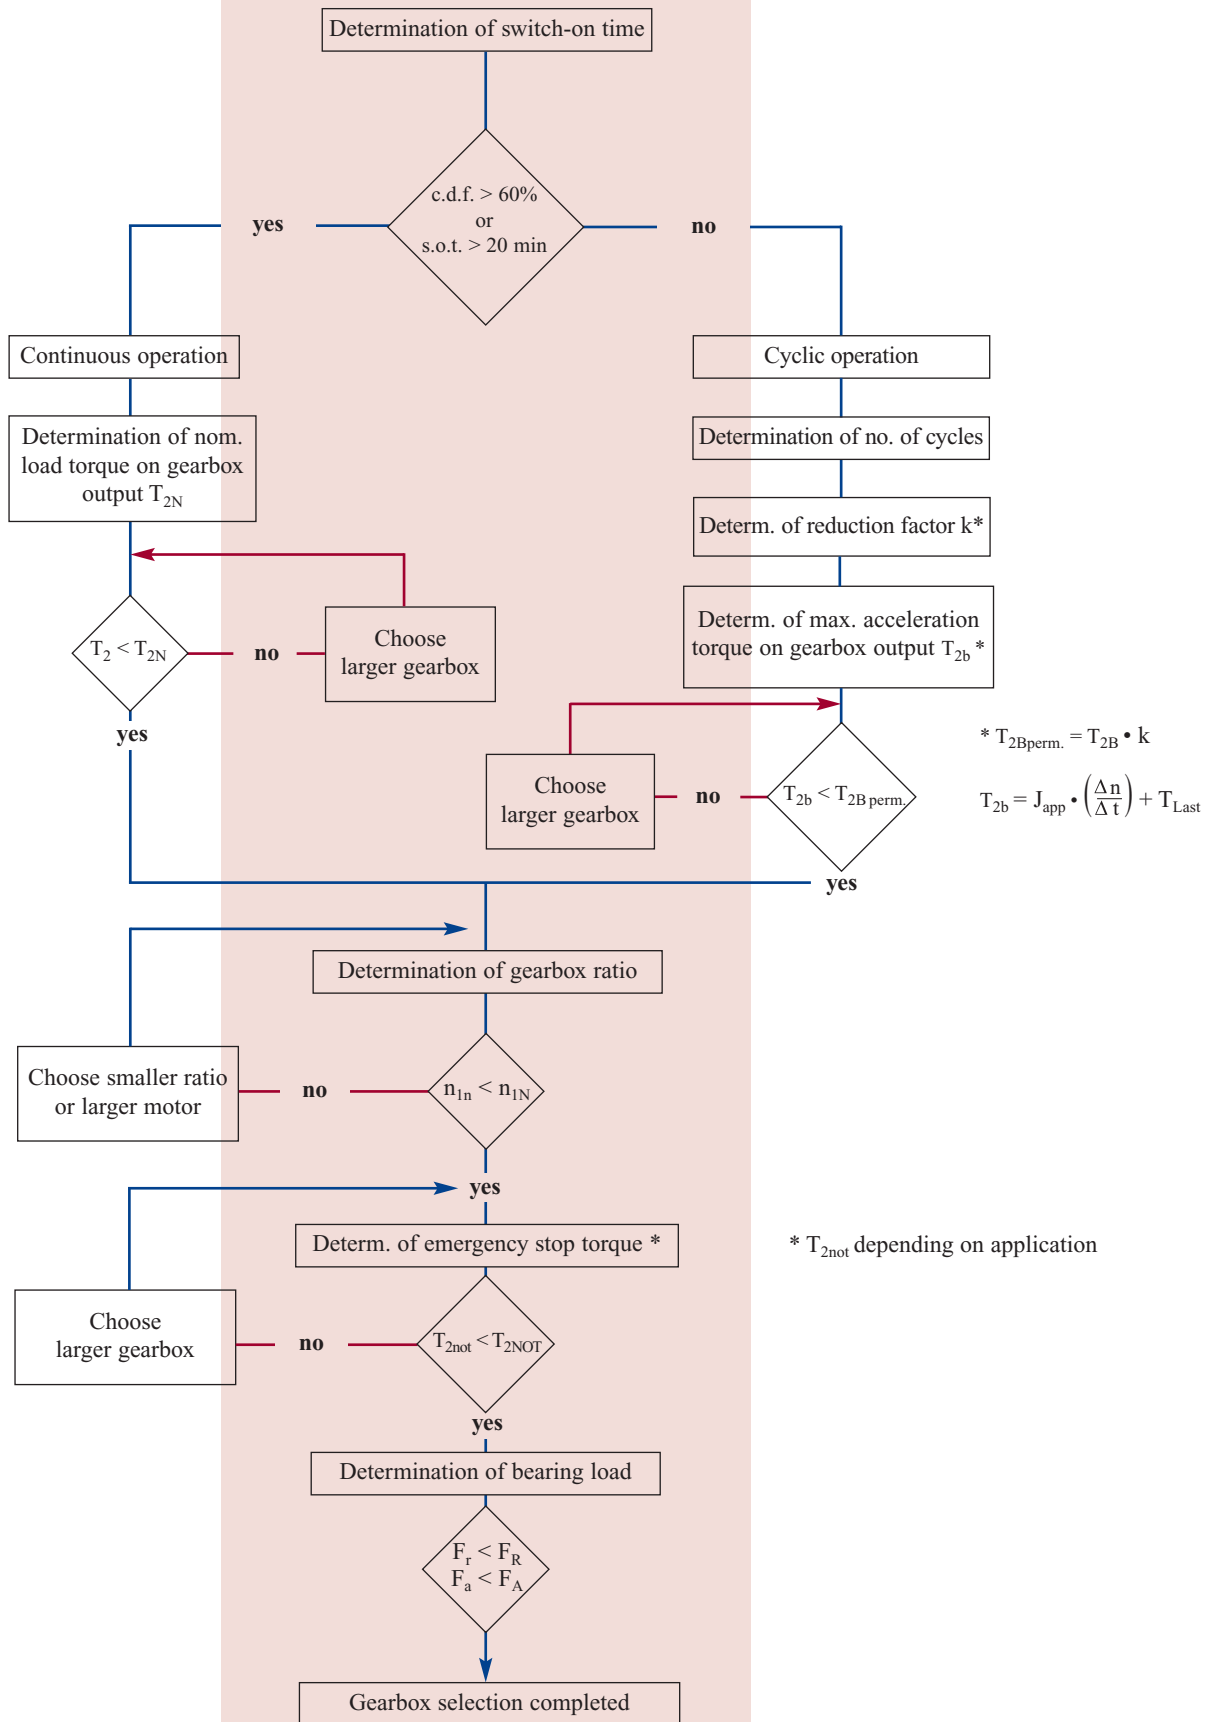 Determination of switch-on time
c.d.f. > 60%
or
s.o.t. > 20 min
yes
no
Continuous operation
Cyclic operation
Determination of nom.
load torque on gearbox
output T2N
Determination of no. of cycles
Determ. of reduction factor k*
Determ. of max. acceleration
torque on gearbox output T2b *
T2 < T2N
no
Choose
larger gearbox
yes
Choose
larger gearbox
no
T2b < T2B perm.
yes
* T2Bperm. = T2B • k
T2b = Japp • (Δn/Δt) + TLast
Determination of gearbox ratio
Choose smaller ratio
or larger motor
no
n1n < n1N
yes
Determ. of emergency stop torque *
* T2not depending on application
Choose
larger gearbox
no
T2not < T2NOT
yes
Determination of bearing load
Fr < FR
Fa < FA
Gearbox selection completed